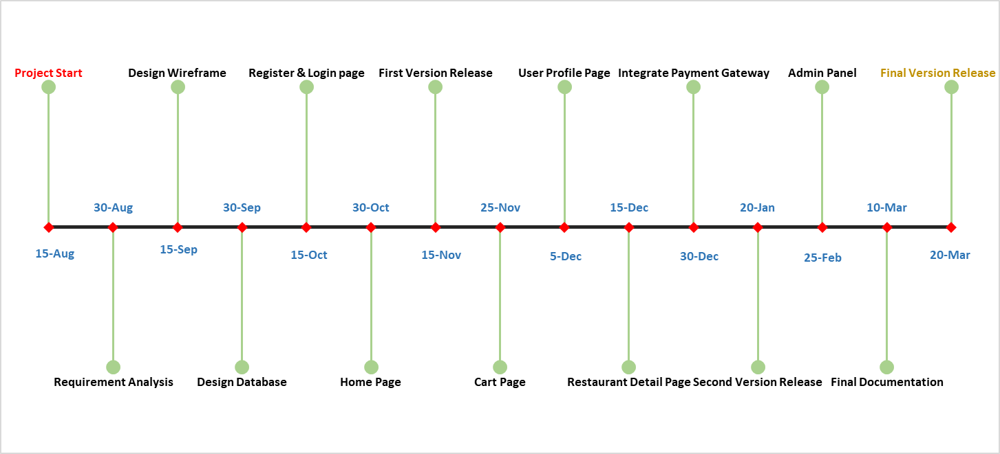 Project Start
Design Wireframe
Register & Login page
First Version Release
User Profile Page
Integrate Payment Gateway
Admin Panel
Final Version Release
30-Aug
30-Sep
30-Oct
25-Nov
15-Dec
20-Jan
10-Mar
15-Aug
15-Sep
15-Oct
15-Nov
5-Dec
30-Dec
25-Feb
20-Mar
Requirement Analysis
Design Database
Home Page
Cart Page
Restaurant Detail Page
Second Version Release
Final Documentation